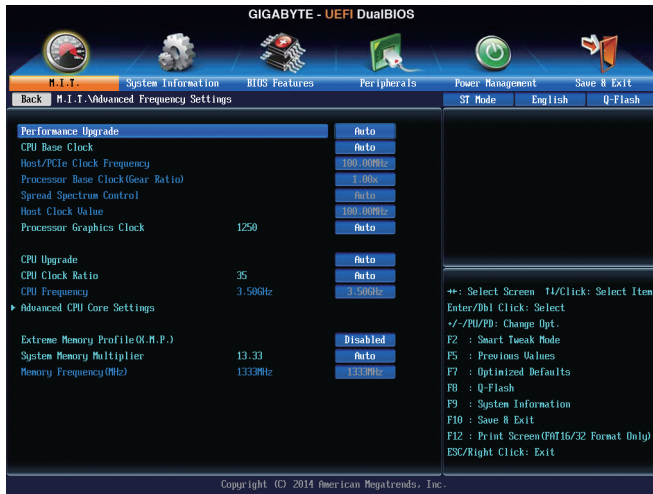 GIGABYTE - UEFI DualBIOS
M.I.T. System Information BIOS Features Peripherals Power Management Save & Exit
Back M.I.T.\Advanced Frequency Settings ST Mode English Q-Flash
Performance Upgrade Auto
CPU Base Clock Auto
Host/PCIe Clock Frequency 100.00MHz
Processor Base Clock(Gear Ratio) 1.00x
Spread Spectrum Control Auto
Host Clock Value 100.00MHz
Processor Graphics Clock 1250 Auto
CPU Upgrade Auto
CPU Clock Ratio 35 Auto
CPU Frequency 3.50GHz 3.50GHz
Advanced CPU Core Settings
Extreme Memory Profile(X.M.P.) Disabled
System Memory Multiplier 13.33 Auto
Memory Frequency(MHz) 1333MHz 1333MHz
→←: Select Screen ↑↓/Click: Select Item
Enter/Dbl Click: Select
+/-/PU/PD: Change Opt.
F2 : Smart Tweak Mode
F5 : Previous Values
F7 : Optimized Defaults
F8 : Q-Flash
F9 : System Information
F10 : Save & Exit
F12 : Print Screen(FAT16/32 Format Only)
ESC/Right Click: Exit
Copyright (C) 2014 American Megatrends, Inc.